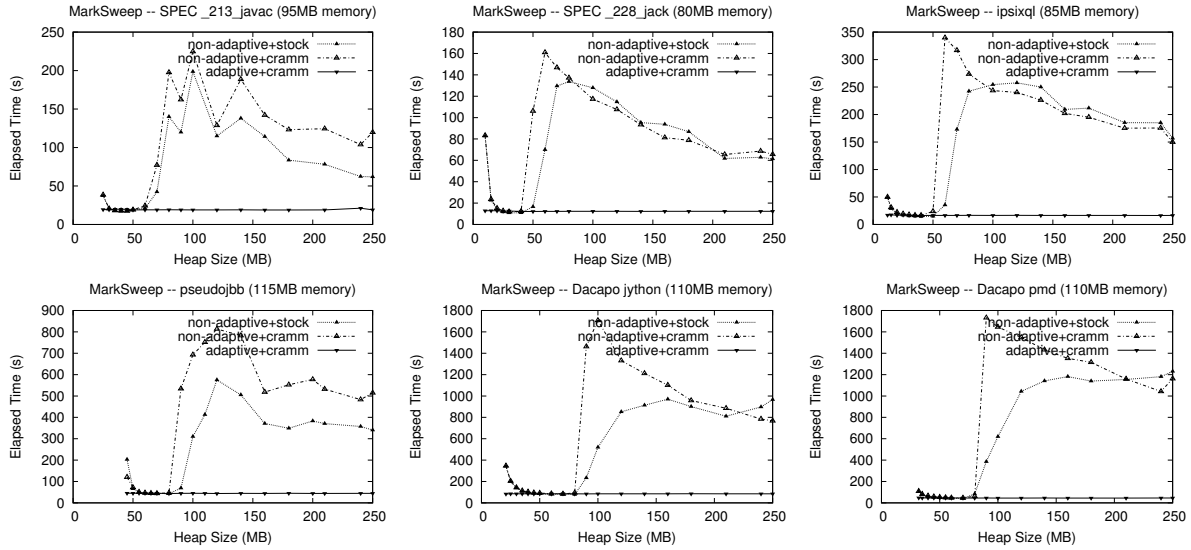 MarkSweep -- SPEC _213_javac (95MB memory)
Elapsed Time (s)
250
200
150
100
50
0
non-adaptive+stock
non-adaptive+cramm
adaptive+cramm
0 50 100 150 200 250
Heap Size (MB)
MarkSweep -- SPEC _228_jack (80MB memory)
Elapsed Time (s)
180
160
140
120
100
80
60
40
20
0
non-adaptive+stock
non-adaptive+cramm
adaptive+cramm
0 50 100 150 200 250
Heap Size (MB)
MarkSweep -- ipsixql (85MB memory)
Elapsed Time (s)
350
300
250
200
150
100
50
0
non-adaptive+stock
non-adaptive+cramm
adaptive+cramm
0 50 100 150 200 250
Heap Size (MB)
MarkSweep -- pseudojbb (115MB memory)
Elapsed Time (s)
900
800
700
600
500
400
300
200
100
0
non-adaptive+stock
non-adaptive+cramm
adaptive+cramm
0 50 100 150 200 250
Heap Size (MB)
MarkSweep -- Dacapo jython (110MB memory)
Elapsed Time (s)
1800
1600
1400
1200
1000
800
600
400
200
0
non-adaptive+stock
non-adaptive+cramm
adaptive+cramm
0 50 100 150 200 250
Heap Size (MB)
MarkSweep -- Dacapo pmd (110MB memory)
Elapsed Time (s)
1800
1600
1400
1200
1000
800
600
400
200
0
non-adaptive+stock
non-adaptive+cramm
adaptive+cramm
0 50 100 150 200 250
Heap Size (MB)